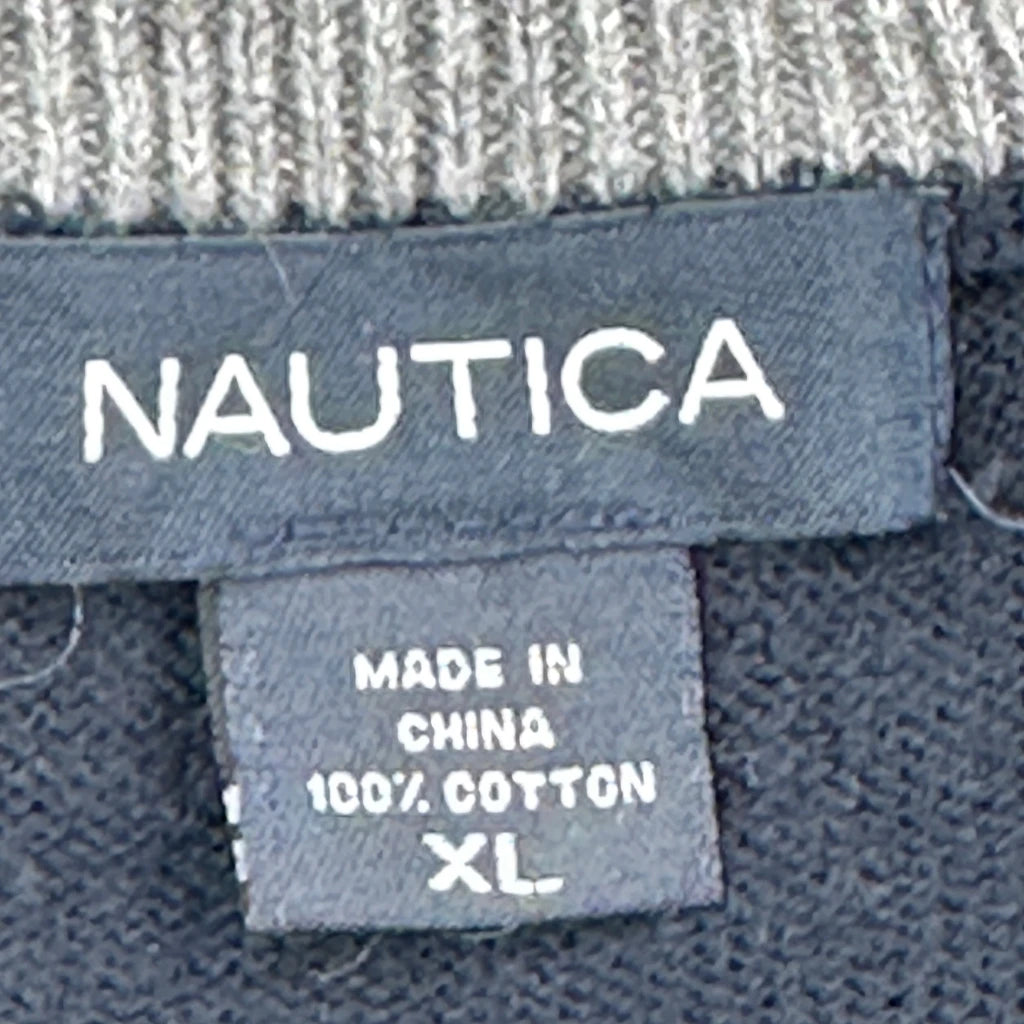 NAUTICA
MADE IN
CHINA
100% COTTON
XL